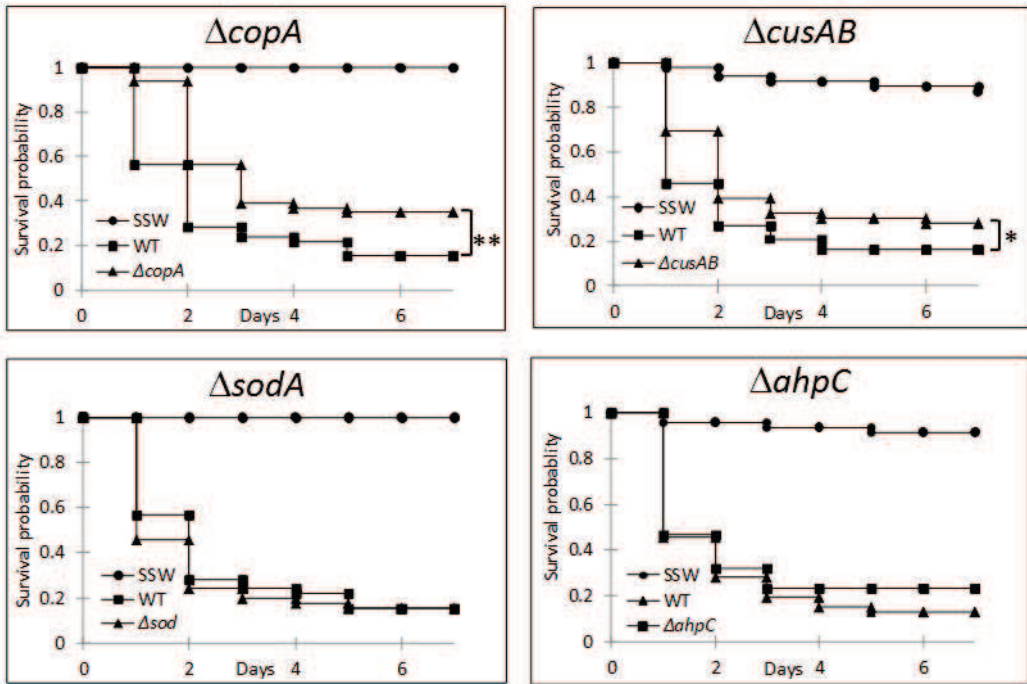 ΔcopA
Survival probability
1
0.8
0.6
0.4
0.2
0
SSW
WT
ΔcopA
**
0 2 4 6
Days
ΔcusAB
Survival probability
1
0.8
0.6
0.4
0.2
0
SSW
WT
ΔcusAB
*
0 2 4 6
Days
ΔsodA
Survival probability
1
0.8
0.6
0.4
0.2
0
SSW
WT
Δsod
0 2 4 6
Days
ΔahpC
Survival probability
1
0.8
0.6
0.4
0.2
0
SSW
WT
ΔahpC
0 2 4 6
Days